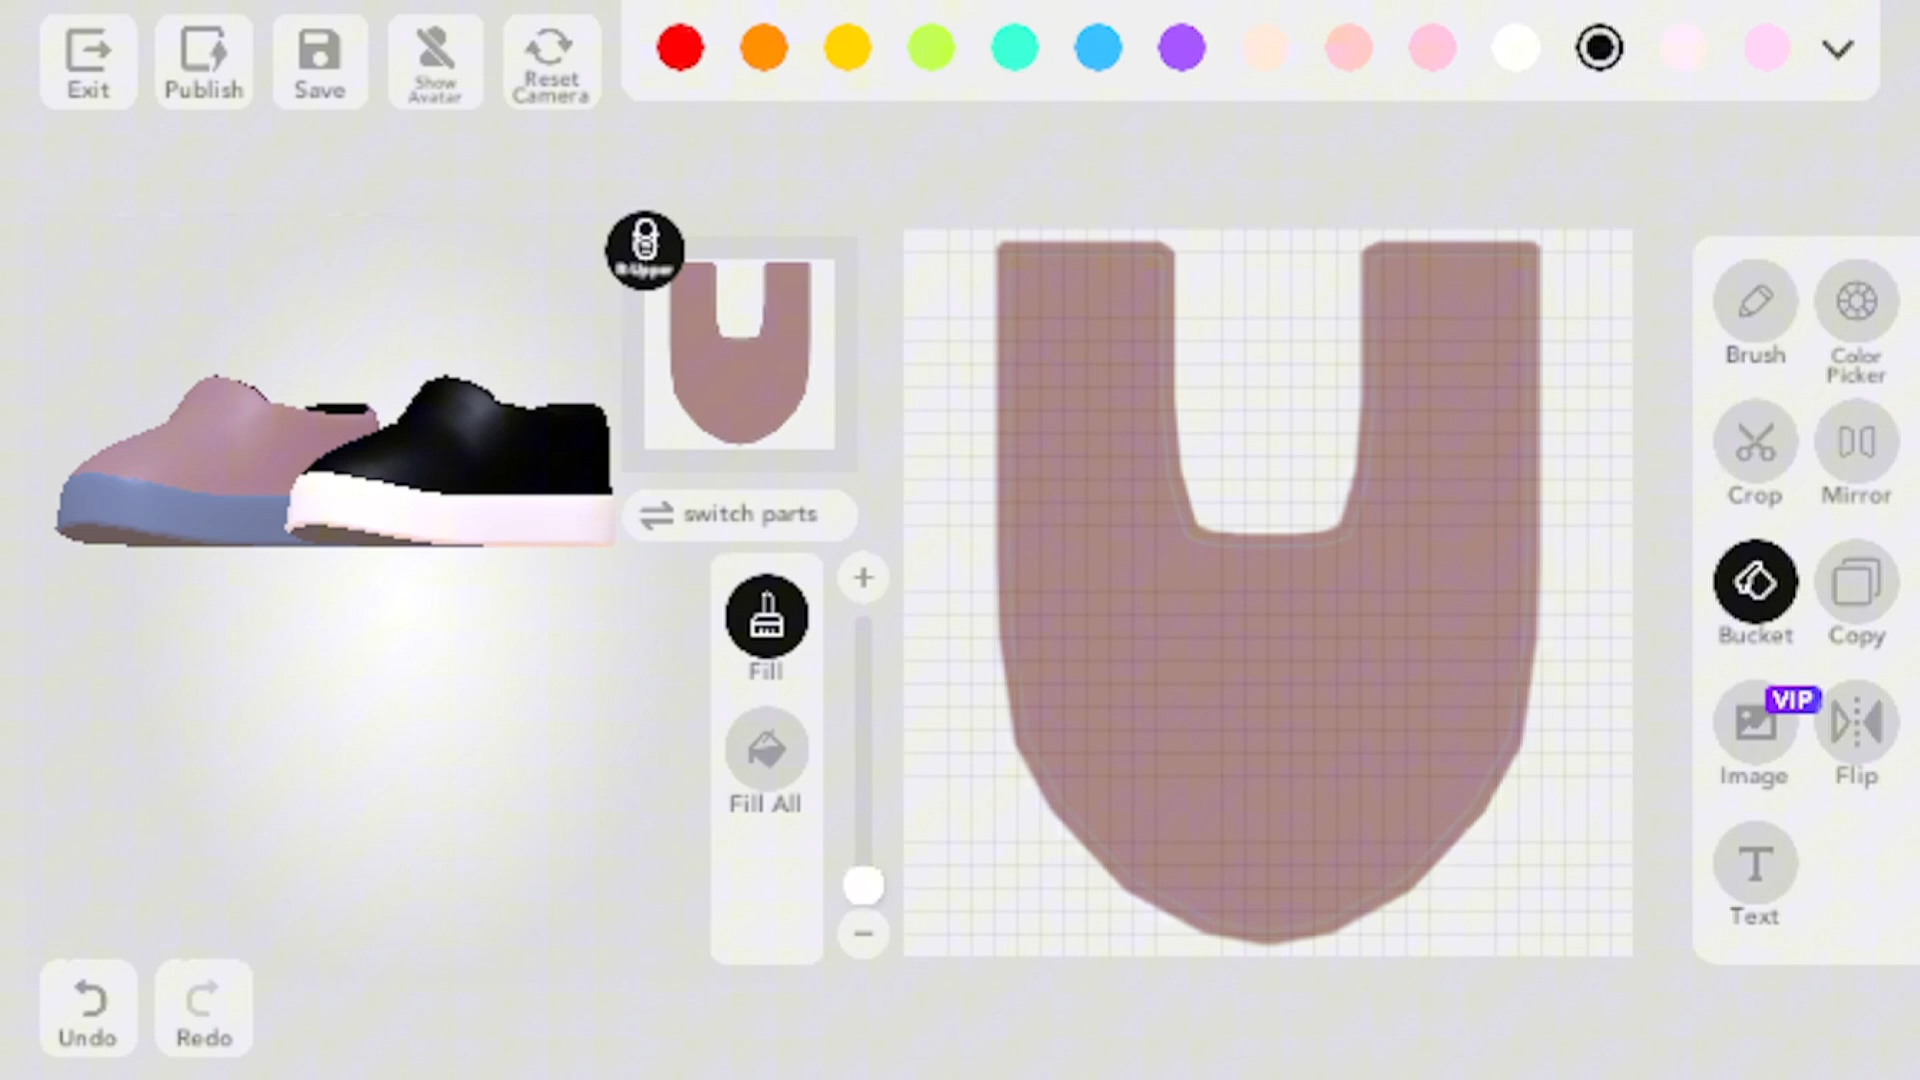 Exit
Publish
Save
Show
Avatar
Reset
Camera
R-Upper
switch parts
Fill
Fill All
Brush
Color
Picker
Crop
Mirror
Bucket
Copy
VIP
Image
Flip
Text
Undo
Redo